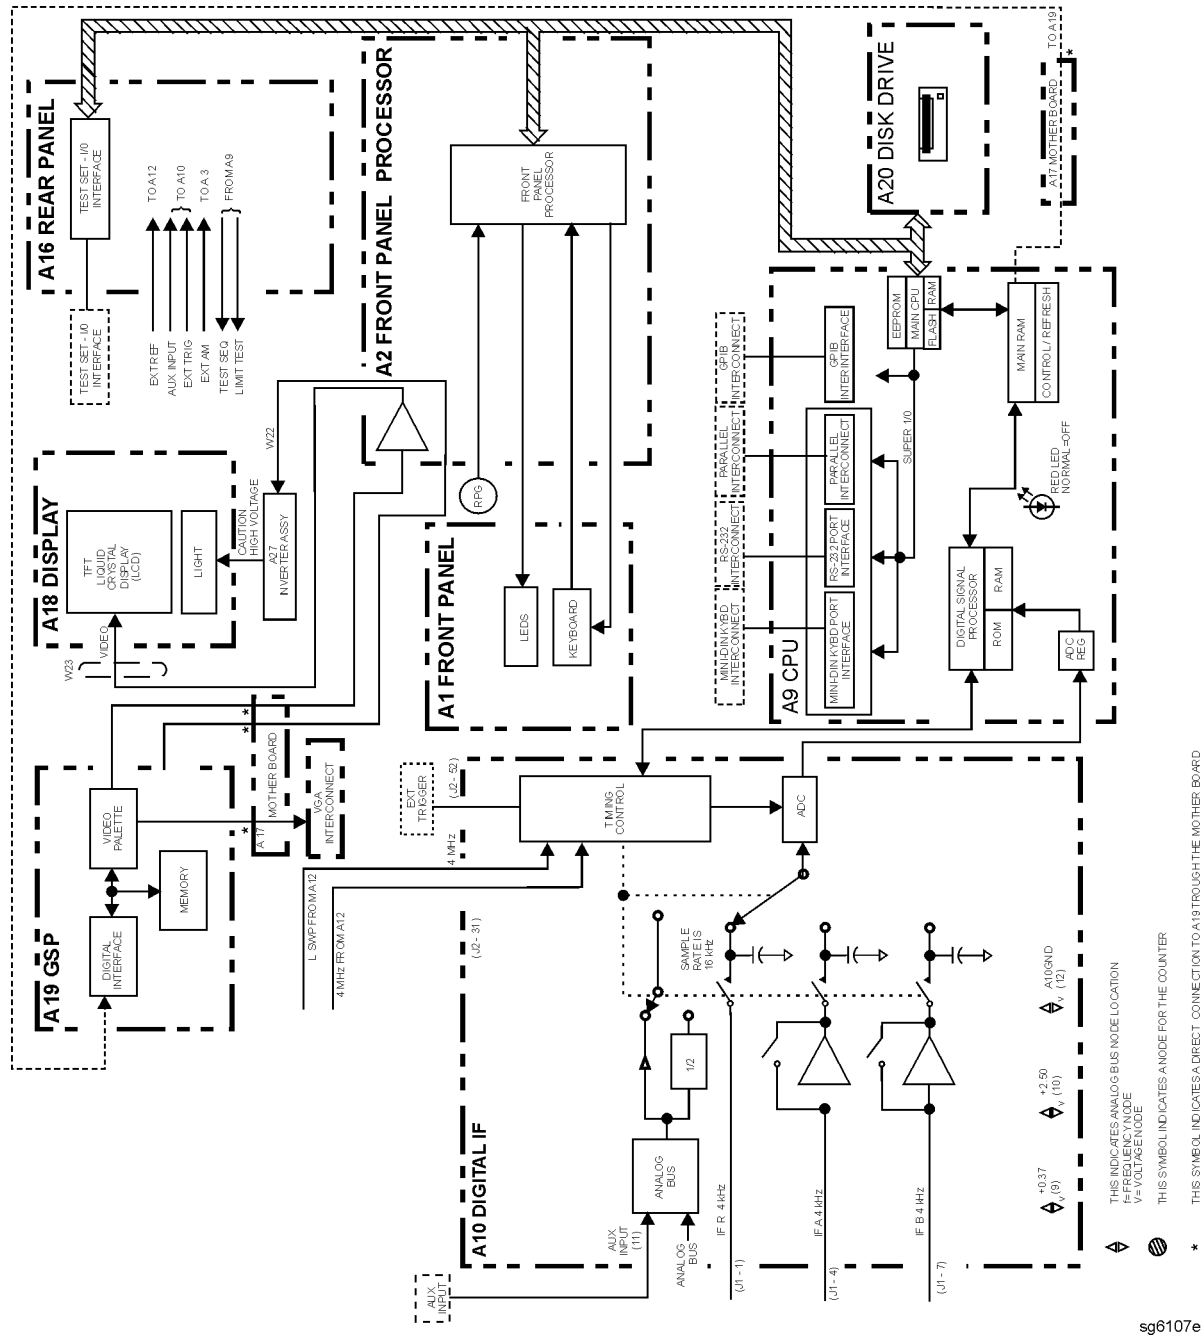 A16 REAR PANEL
TEST SET - I/0
INTERFACE
TEST SET - I/0
INTERFACE
EXT REF
AUX INPUT
EXT TRIG
EXT AM
TEST SEQ
LIMIT TEST
TO A12
TO A10
TO A 3
FROM A9
A2 FRONT PANEL PROCESSOR
FRONT
PANEL
PROCESSOR
RPG
A20 DISK DRIVE
A17 MOTHER BOARD
TO A19
*
A18 DISPLAY
TFT
LIQUID
CRYSTAL
DISPLAY
(LCD)
LIGHT
CAUTION
HIGH VOLTAGE
A27
INVERTER ASSY
W22
W23
VIDEO
A1 FRONT PANEL
LEDS
KEYBOARD
A9 CPU
GPIB
INTERCONNECT
PARALLEL
INTERCONNECT
RS-232
INTERCONNECT
MINI-DIN KYBD
INTERCONNECT
GPIB
INTERINTERFACE
PARALLEL
INTERCONNECT
RS-232 PORT
INTERFACE
MINI-DIN KYBD PORT
INTERFACE
EEPROM
MAIN CPU
FLASH
RAM
SUPER 1/0
MAIN RAM
CONTROL / REFRESH
RED LED
NORMAL=OFF
DIGITAL SIGNAL
PROCESSOR
ROM
RAM
ADC
REG
A19 GSP
VIDEO
PALETTE
MEMORY
DIGITAL
INTERFACE
* *
*
A 17
MOTHER BOARD
VGA
INTERCONNECT
L SWP FROM A12
4 MHz FROM A12
A10 DIGITAL IF
EXT
TRIGGER
4 MHz
(J2 - 52)
(J2 - 31)
TIMING
CONTROL
ADC
SAMPLE
RATE IS
16 kHz
1/2
ANALOG
BUS
AUX
INPUT
(11)
ANALOG
BUS
AUX
INPUT
IF R 4 kHz
(J1 - 1)
IF A 4 kHz
(J1 - 4)
IF B 4 kHz
(J1 - 7)
+0.37
(9)
V
+2.50
(10)
V
A10GND
(12)
V
THIS INDICATES ANALOG BUS NODE LOCATION
f= FREQUENCY NODE
V = VOLTAGE NODE
THIS SYMBOL INDICATES A NODE FOR THE COUNTER
* THIS SYMBOL INDICATES A DIRECT CONNECTION TO A19 TROUGH THE MOTHER BOARD
sg6107e